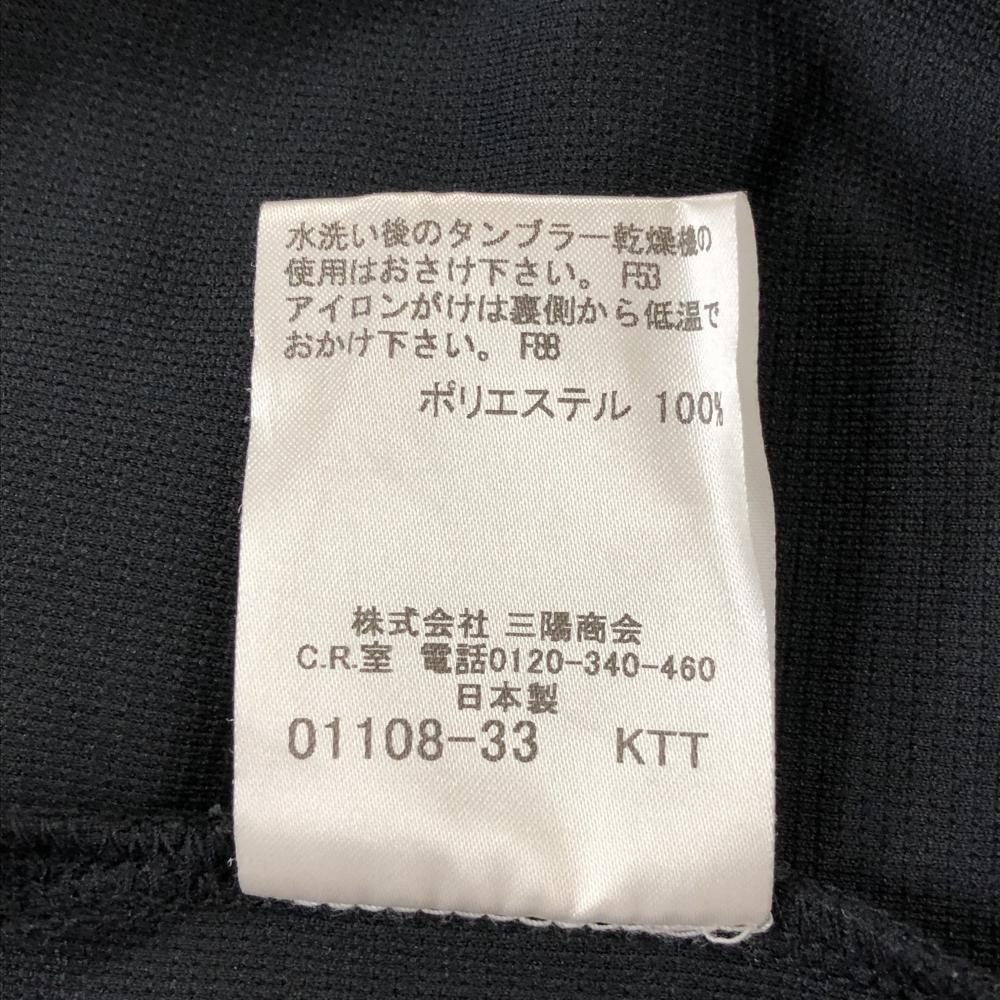 水洗い後のタンブラー乾燥機の
使用はおさけ下さい。 F53
アイロンがけは裏側から低温で
おかけ下さい。 F88
ポリエステル 100%
株式会社 三陽商会
C.R.室 電話0120-340-460
日本製
01108-33 KTT